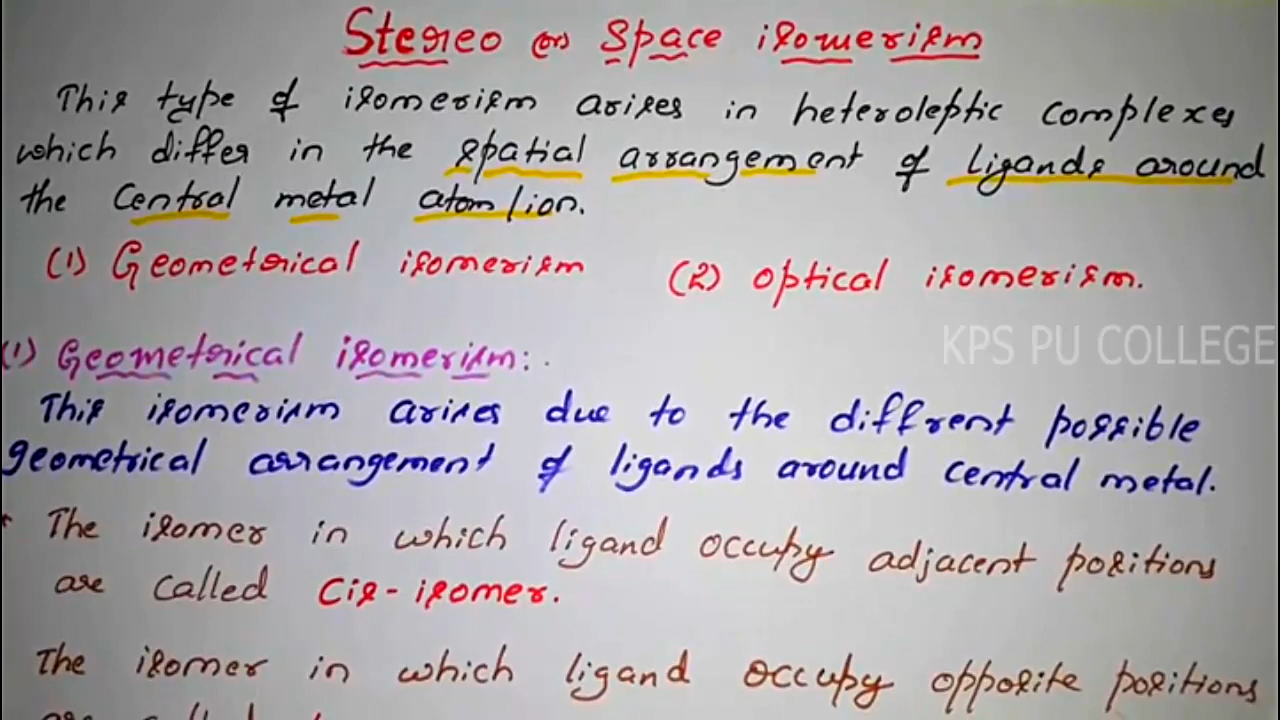 Stereo or Space isomerism
This type of isomerism arises in heteroleptic complexes
which differ in the spatial arrangement of ligands around
the central metal atom/ion.
(1) Geometrical isomerism (2) optical isomerism.
KPS PU COLLEGE
(1) Geometrical isomerism:.
This isomerism arises due to the diffrent possible
geometrical arrangement of ligands around central metal.
* The isomer in which ligand occupy adjacent positions
are called Cis-isomer.
The isomer in which ligand occupy opposite positions
are called